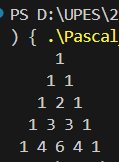 PS D:\UPES\2
) { .\Pascal
1
1 1
1 2 1
1 3 3 1
1 4 6 4 1